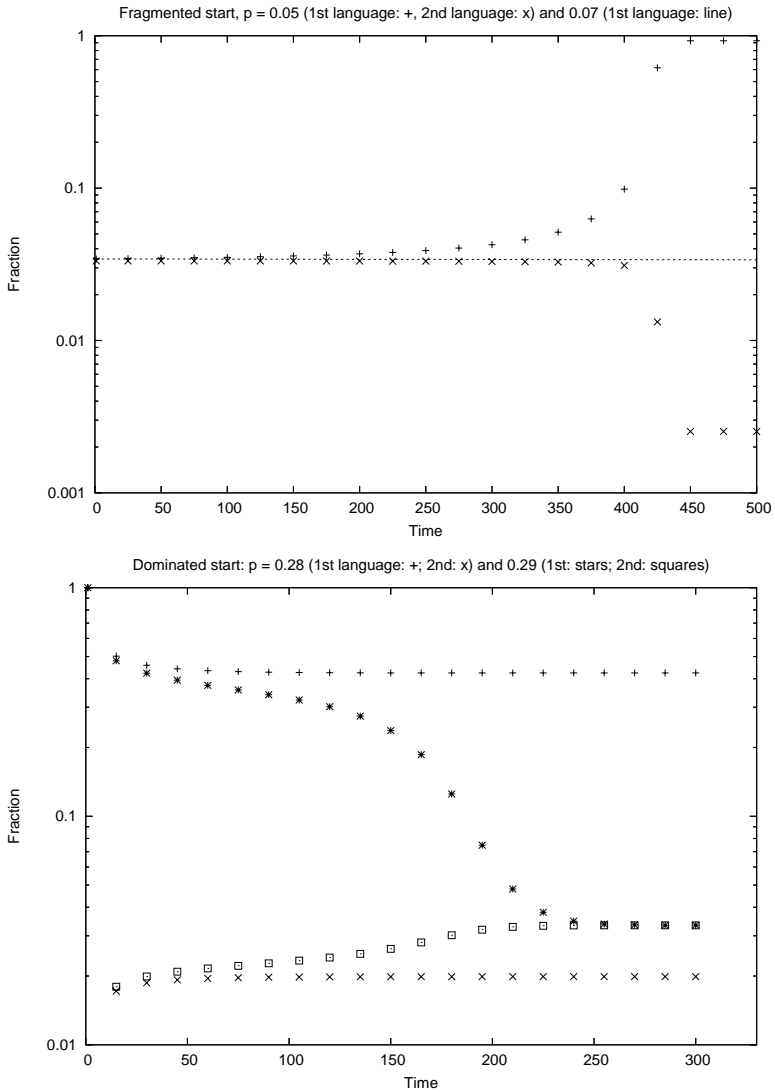 Fragmented start, p = 0.05 (1st language: +, 2nd language: x) and 0.07 (1st language: line)
1
0.1
0.01
0.001
Fraction
0 50 100 150 200 250 300 350 400 450 500
Time
Dominated start: p = 0.28 (1st language: +; 2nd: x) and 0.29 (1st: stars; 2nd: squares)
1
0.1
0.01
Fraction
0 50 100 150 200 250 300
Time